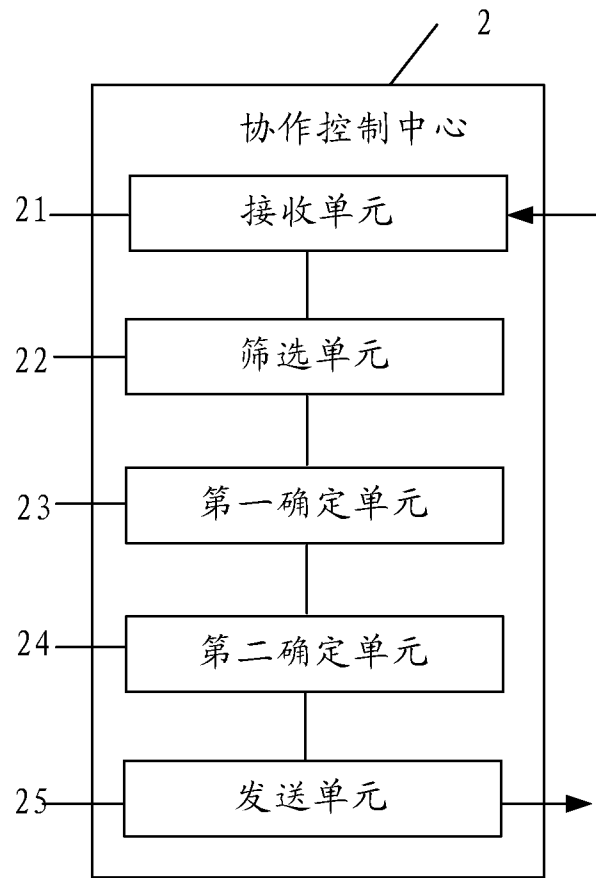 2
协作控制中心
21 接收单元
22 筛选单元
23 第一确定单元
24 第二确定单元
25 发送单元